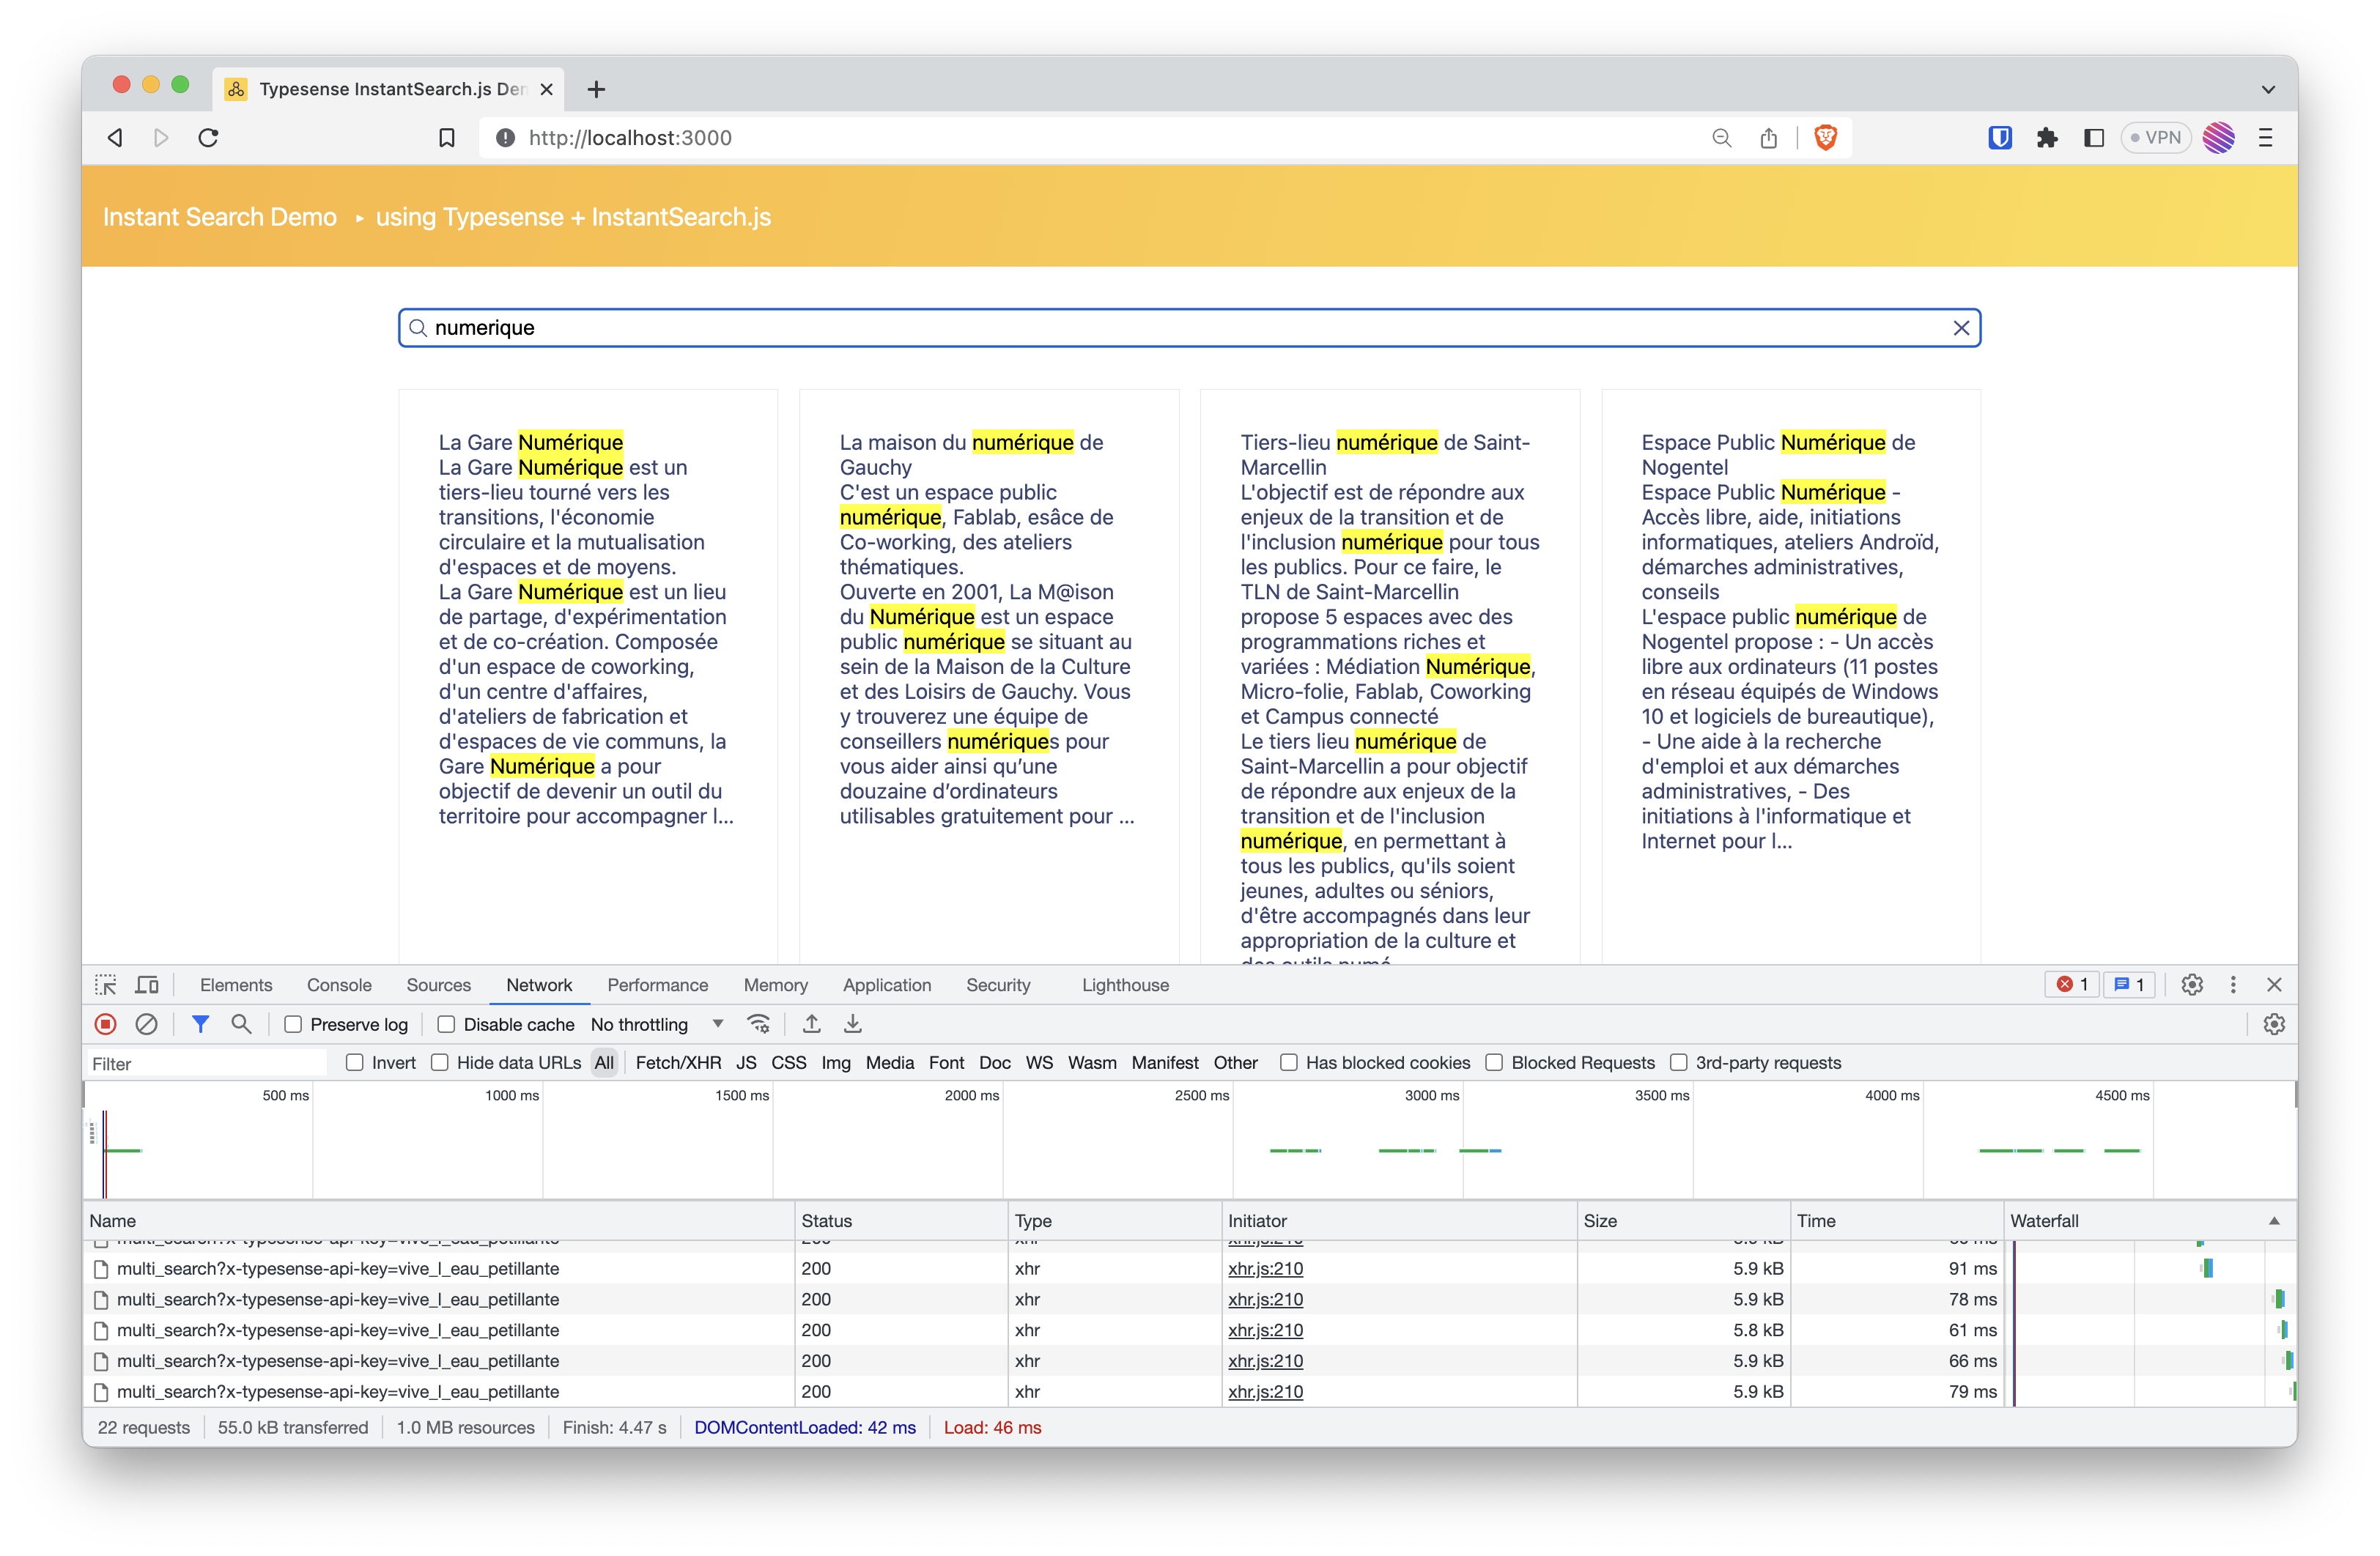 Typesense InstantSearch.js Den
http://localhost:3000
VPN
Instant Search Demo ▸ using Typesense + InstantSearch.js
numerique
La Gare Numérique
La Gare Numérique est un
tiers-lieu tourné vers les
transitions, l'économie
circulaire et la mutualisation
d'espaces et de moyens.
La Gare Numérique est un lieu
de partage, d'expérimentation
et de co-création. Composée
d'un espace de coworking,
d'un centre d'affaires,
d'ateliers de fabrication et
d'espaces de vie communs, la
Gare Numérique a pour
objectif de devenir un outil du
territoire pour accompagner l...
La maison du numérique de
Gauchy
C'est un espace public
numérique, Fablab, esâce de
Co-working, des ateliers
thématiques.
Ouverte en 2001, La M@ison
du Numérique est un espace
public numérique se situant au
sein de la Maison de la Culture
et des Loisirs de Gauchy. Vous
y trouverez une équipe de
conseillers numériques pour
vous aider ainsi qu’une
douzaine d’ordinateurs
utilisables gratuitement pour ...
Tiers-lieu numérique de Saint-
Marcellin
L'objectif est de répondre aux
enjeux de la transition et de
l'inclusion numérique pour tous
les publics. Pour ce faire, le
TLN de Saint-Marcellin
propose 5 espaces avec des
programmations riches et
variées : Médiation Numérique,
Micro-folie, Fablab, Coworking
et Campus connecté
Le tiers lieu numérique de
Saint-Marcellin a pour objectif
de répondre aux enjeux de la
transition et de l'inclusion
numérique, en permettant à
tous les publics, qu'ils soient
jeunes, adultes ou séniors,
d'être accompagnés dans leur
appropriation de la culture et
des outils numé
Espace Public Numérique de
Nogentel
Espace Public Numérique -
Accès libre, aide, initiations
informatiques, ateliers Androïd,
démarches administratives,
conseils
L'espace public numérique de
Nogentel propose : - Un accès
libre aux ordinateurs (11 postes
en réseau équipés de Windows
10 et logiciels de bureautique),
- Une aide à la recherche
d'emploi et aux démarches
administratives, - Des
initiations à l'informatique et
Internet pour l...
Elements Console Sources Network Performance Memory Application Security Lighthouse 1 1
Preserve log Disable cache No throttling
Filter Invert Hide data URLs All Fetch/XHR JS CSS Img Media Font Doc WS Wasm Manifest Other Has blocked cookies Blocked Requests 3rd-party requests
500 ms 1000 ms 1500 ms 2000 ms 2500 ms 3000 ms 3500 ms 4000 ms 4500 ms
Name Status Type Initiator Size Time Waterfall
multi_search?x-typesense-api-key=vive_l_eau_petillante 200 xhr xhr.js:210
multi_search?x-typesense-api-key=vive_l_eau_petillante 200 xhr xhr.js:210 5.9 kB 91 ms
multi_search?x-typesense-api-key=vive_l_eau_petillante 200 xhr xhr.js:210 5.9 kB 78 ms
multi_search?x-typesense-api-key=vive_l_eau_petillante 200 xhr xhr.js:210 5.8 kB 61 ms
multi_search?x-typesense-api-key=vive_l_eau_petillante 200 xhr xhr.js:210 5.9 kB 66 ms
multi_search?x-typesense-api-key=vive_l_eau_petillante 200 xhr xhr.js:210 5.9 kB 79 ms
22 requests 55.0 kB transferred 1.0 MB resources Finish: 4.47 s DOMContentLoaded: 42 ms Load: 46 ms